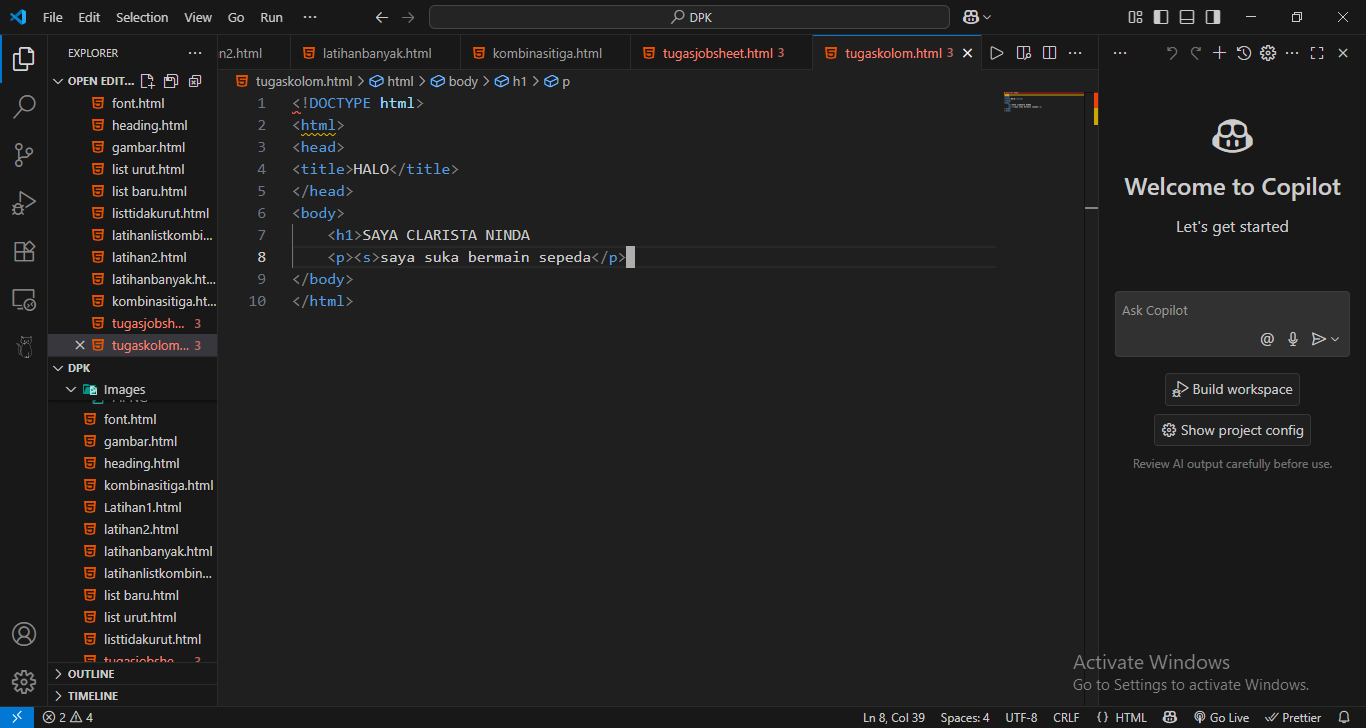 File Edit Selection View Go Run ··· DPK
EXPLORER ···
OPEN EDIT...
font.html
heading.html
gambar.html
list urut.html
list baru.html
listtidakurut.html
latihanlistkombi...
latihan2.html
latihanbanyak.ht...
kombinasitiga.ht...
tugasjobsh... 3
tugaskolom... 3
DPK
Images
font.html
gambar.html
heading.html
kombinasitiga.html
Latihan1.html
latihan2.html
latihanbanyak.html
latihanlistkombin...
list baru.html
list urut.html
listtidakurut.html
tugasjobshe... 3
OUTLINE
TIMELINE
n2.html latihanbanyak.html kombinasitiga.html tugasjobsheet.html 3 tugaskolom.html 3
tugaskolom.html > html > body > h1 > p
1 <!DOCTYPE html>
2 <html>
3 <head>
4 <title>HALO</title>
5 </head>
6 <body>
7 <h1>SAYA CLARISTA NINDA
8 <p><s>saya suka bermain sepeda</p>
9 </body>
10 </html>
Welcome to Copilot
Let's get started
Ask Copilot
Build workspace
Show project config
Review AI output carefully before use.
Activate Windows
Go to Settings to activate Windows.
2 4 Ln 8, Col 39 Spaces: 4 UTF-8 CRLF {} HTML Go Live Prettier